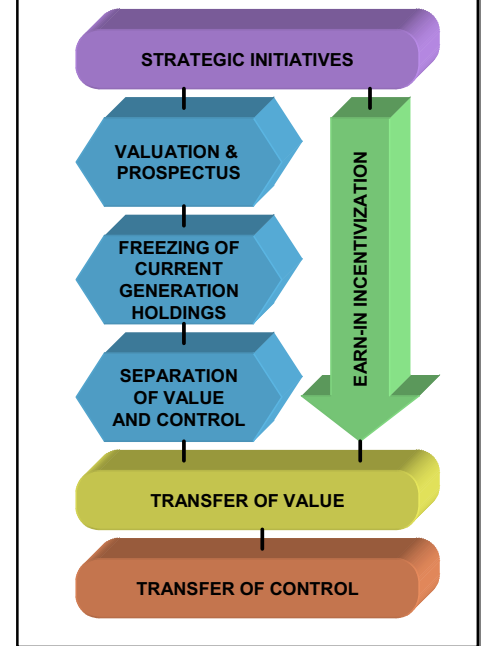 STRATEGIC INITIATIVES
VALUATION &
PROSPECTUS
FREEZING OF
CURRENT
GENERATION
HOLDINGS
SEPARATION
OF VALUE
AND CONTROL
EARN-IN INCENTIVIZATION
TRANSFER OF VALUE
TRANSFER OF CONTROL